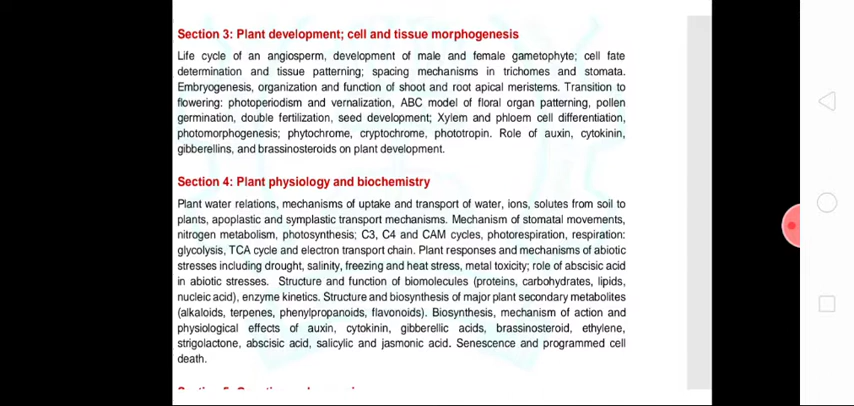 Section 3: Plant development; cell and tissue morphogenesis
Life cycle of an angiosperm, development of male and female gametophyte; cell fate
determination and tissue patterning; spacing mechanisms in trichomes and stomata.
Embryogenesis, organization and function of shoot and root apical meristems. Transition to
flowering: photoperiodism and vernalization, ABC model of floral organ patterning, pollen
germination, double fertilization, seed development; Xylem and phloem cell differentiation,
photomorphogenesis; phytochrome, cryptochrome, phototropin. Role of auxin, cytokinin,
gibberellins, and brassinosteroids on plant development.
Section 4: Plant physiology and biochemistry
Plant water relations, mechanisms of uptake and transport of water, ions, solutes from soil to
plants, apoplastic and symplastic transport mechanisms. Mechanism of stomatal movements,
nitrogen metabolism, photosynthesis; C3, C4 and CAM cycles, photorespiration, respiration:
glycolysis, TCA cycle and electron transport chain. Plant responses and mechanisms of abiotic
stresses including drought, salinity, freezing and heat stress, metal toxicity; role of abscisic acid
in abiotic stresses. Structure and function of biomolecules (proteins, carbohydrates, lipids,
nucleic acid), enzyme kinetics. Structure and biosynthesis of major plant secondary metabolites
(alkaloids, terpenes, phenylpropanoids, flavonoids). Biosynthesis, mechanism of action and
physiological effects of auxin, cytokinin, gibberellic acids, brassinosteroid, ethylene,
strigolactone, abscisic acid, salicylic and jasmonic acid. Senescence and programmed cell
death.